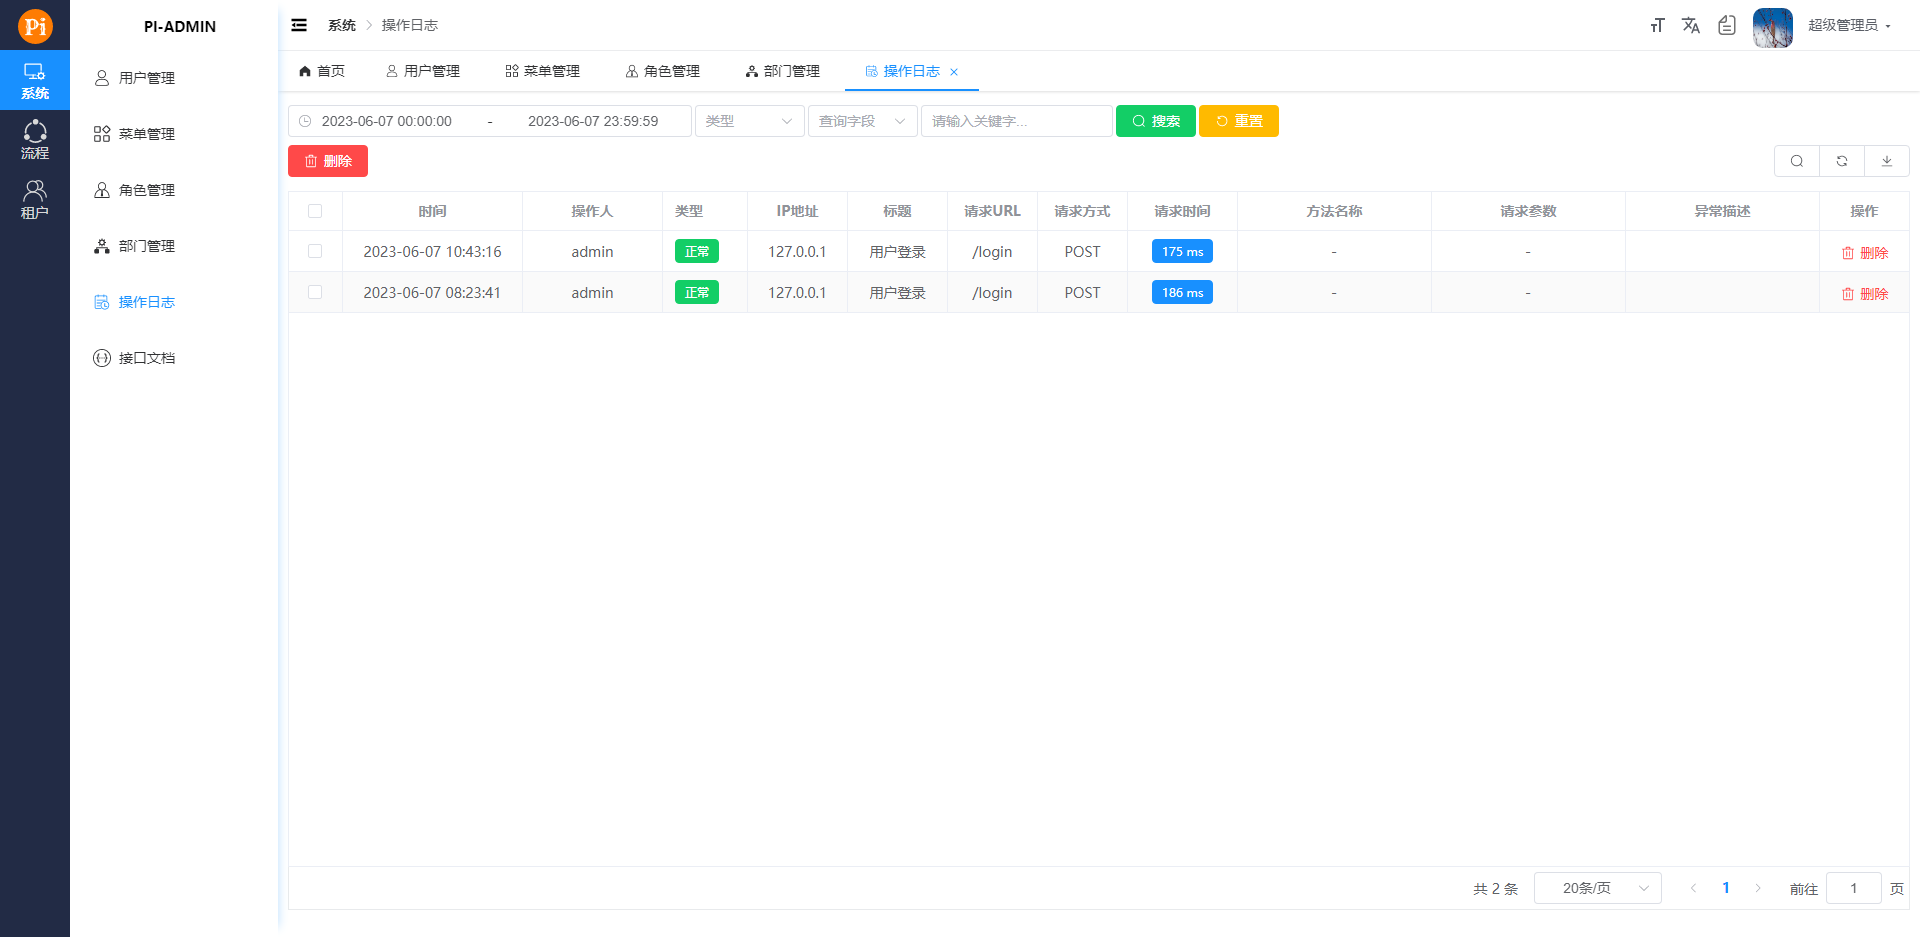 Pi
系统
流程
租户
PI-ADMIN
用户管理
菜单管理
角色管理
部门管理
操作日志
接口文档
系统 操作日志
超级管理员
首页 用户管理 菜单管理 角色管理 部门管理 操作日志
2023-06-07 00:00:00 - 2023-06-07 23:59:59 类型 查询字段 请输入关键字... 搜索 重置
删除
时间 操作人 类型 IP地址 标题 请求URL 请求方式 请求时间 方法名称 请求参数 异常描述 操作
2023-06-07 10:43:16 admin 正常 127.0.0.1 用户登录 /login POST 175 ms - - 删除
2023-06-07 08:23:41 admin 正常 127.0.0.1 用户登录 /login POST 186 ms - - 删除
共 2 条 20条/页 1 前往 1 页